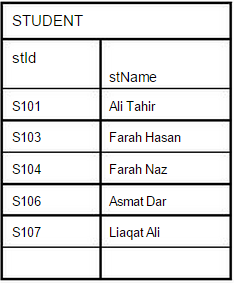 STUDENT
stId stName
S101 Ali Tahir
S103 Farah Hasan
S104 Farah Naz
S106 Asmat Dar
S107 Liaqat Ali